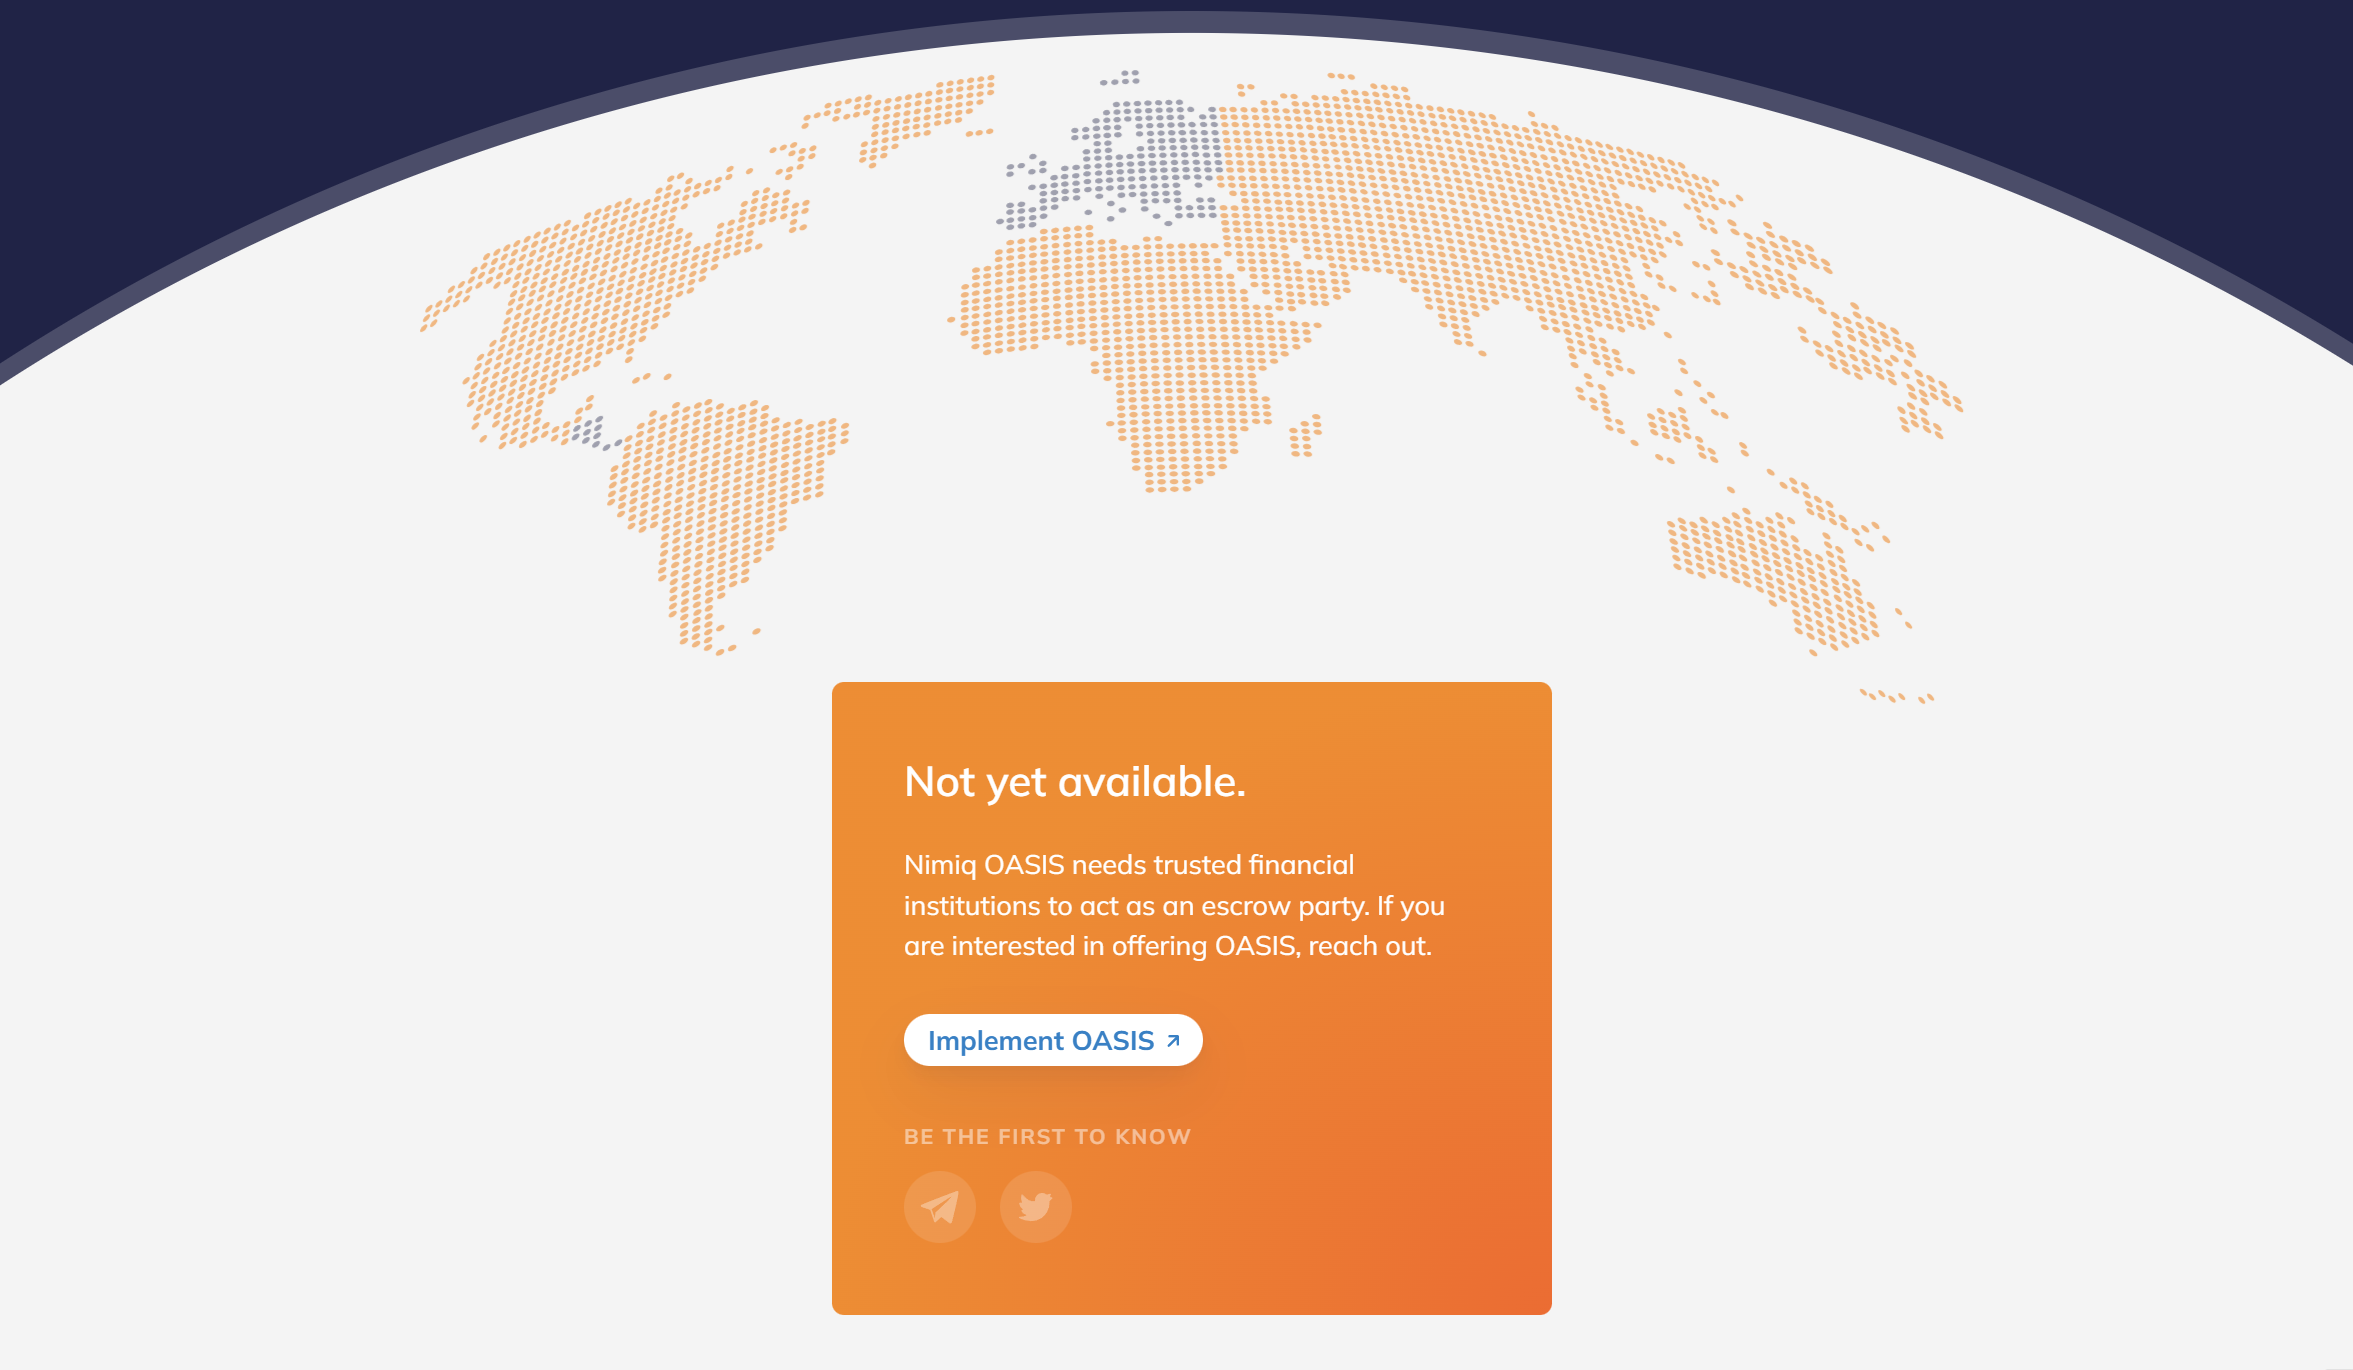 Not yet available.
Nimiq OASIS needs trusted financial
institutions to act as an escrow party. If you
are interested in offering OASIS, reach out.
Implement OASIS
BE THE FIRST TO KNOW